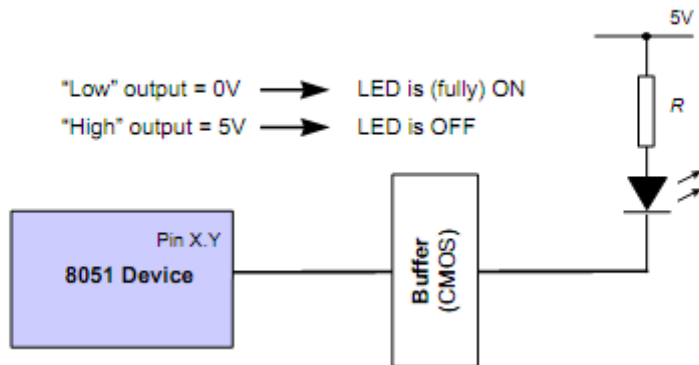 5V
“Low” output = 0V LED is (fully) ON
“High” output = 5V LED is OFF
R
Pin X.Y
8051 Device
Buffer
(CMOS)